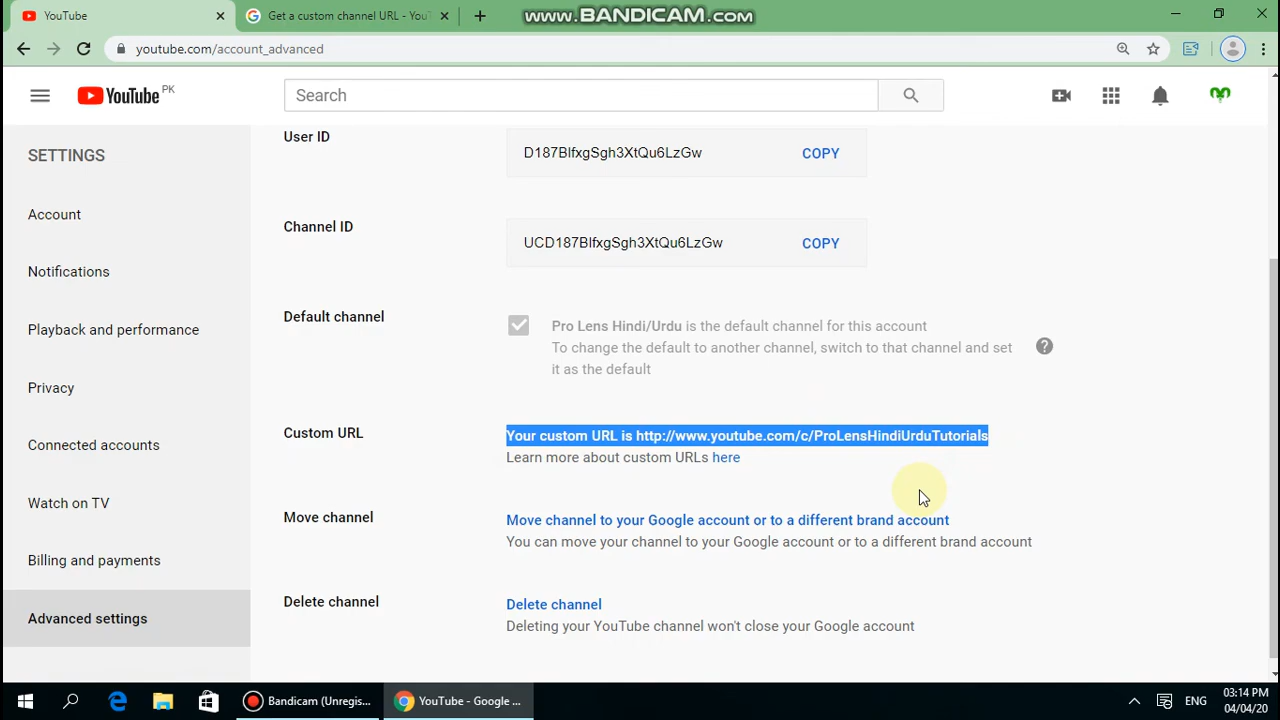 YouTube
Get a custom channel URL - YouT
www.BANDICAM.com
youtube.com/account_advanced
YouTube PK
Search
SETTINGS
Account
Notifications
Playback and performance
Privacy
Connected accounts
Watch on TV
Billing and payments
Advanced settings
User ID
D187BlfxgSgh3XtQu6LzGw
COPY
Channel ID
UCD187BlfxgSgh3XtQu6LzGw
COPY
Default channel
Pro Lens Hindi/Urdu is the default channel for this account
To change the default to another channel, switch to that channel and set
it as the default
Custom URL
Your custom URL is http://www.youtube.com/c/ProLensHindiUrduTutorials
Learn more about custom URLs here
Move channel
Move channel to your Google account or to a different brand account
You can move your channel to your Google account or to a different brand account
Delete channel
Delete channel
Deleting your YouTube channel won't close your Google account
Bandicam (Unregis...
YouTube - Google ...
ENG
03:14 PM
04/04/20